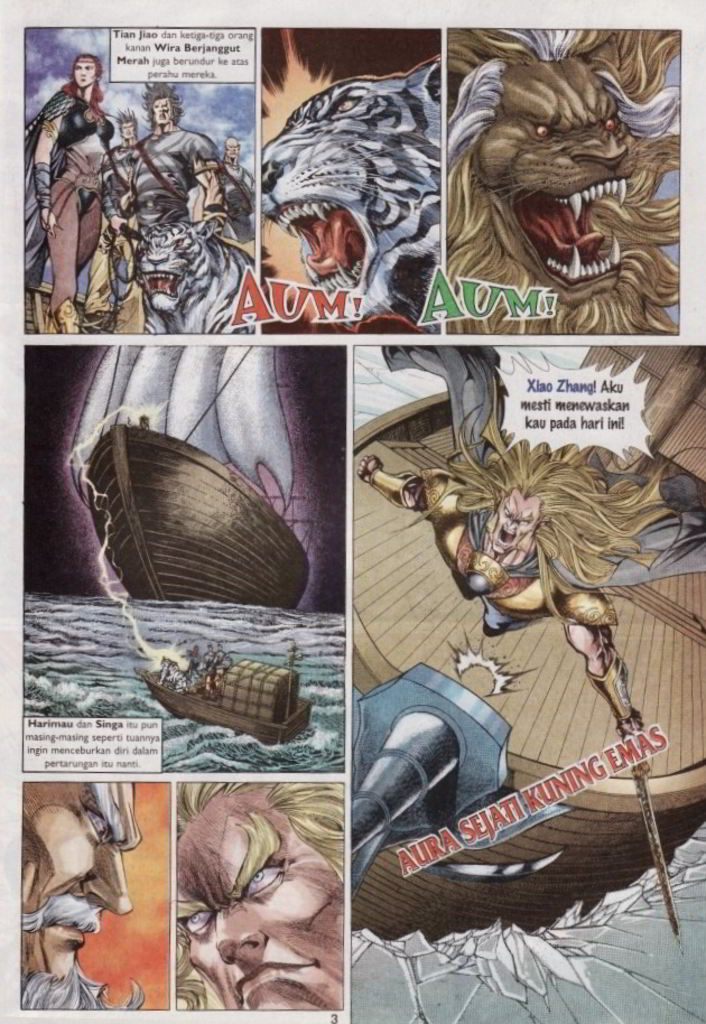 Tian Jiao dan ketiga-tiga orang
kanan Wira Berjanggut
Merah juga berundur ke atas
perahu mereka.
AUM!
AUM!
Harimau dan Singa itu pun
masing-masing seperti tuannya
ingin menceburkan diri dalam
pertarungan itu nanti.
Xiao Zhang! Aku
mesti menewaskan
kau pada hari ini!
AURA SEJATI KUNING EMAS
3